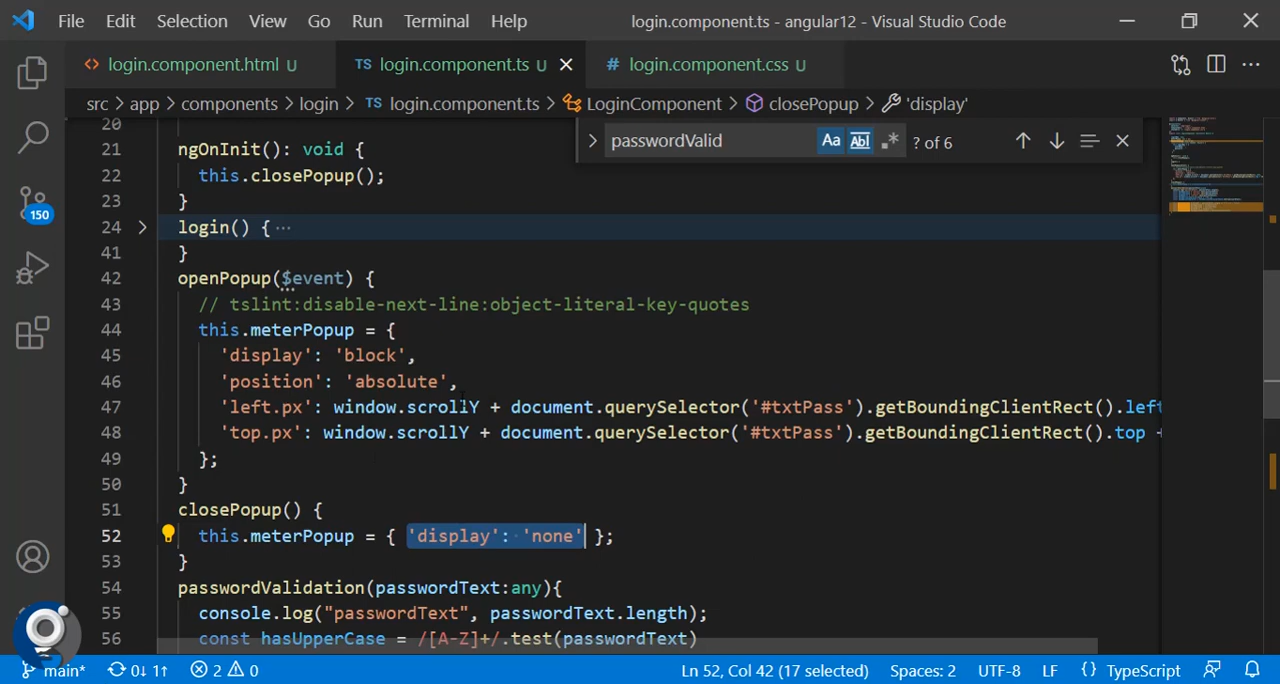 File Edit Selection View Go Run Terminal Help login.component.ts - angular12 - Visual Studio Code
<> login.component.html U TS login.component.ts U # login.component.css U
src > app > components > login > TS login.component.ts > LoginComponent > closePopup > 'display'
passwordValid Aa Abl .* ? of 6
20
21 ngOnInit(): void {
22 this.closePopup();
23 }
24 login() { ...
41 }
42 openPopup($event) {
43 // tslint:disable-next-line:object-literal-key-quotes
44 this.meterPopup = {
45 'display': 'block',
46 'position': 'absolute',
47 'left.px': window.scrollY + document.querySelector('#txtPass').getBoundingClientRect().left
48 'top.px': window.scrollY + document.querySelector('#txtPass').getBoundingClientRect().top +
49 };
50 }
51 closePopup() {
52 this.meterPopup = { 'display': 'none' };
53 }
54 passwordValidation(passwordText:any){
55 console.log("passwordText", passwordText.length);
56 const hasUpperCase = /[A-Z]+/.test(passwordText)
150
main* 0↓ 1↑ 2 0 Ln 52, Col 42 (17 selected) Spaces: 2 UTF-8 LF {} TypeScript